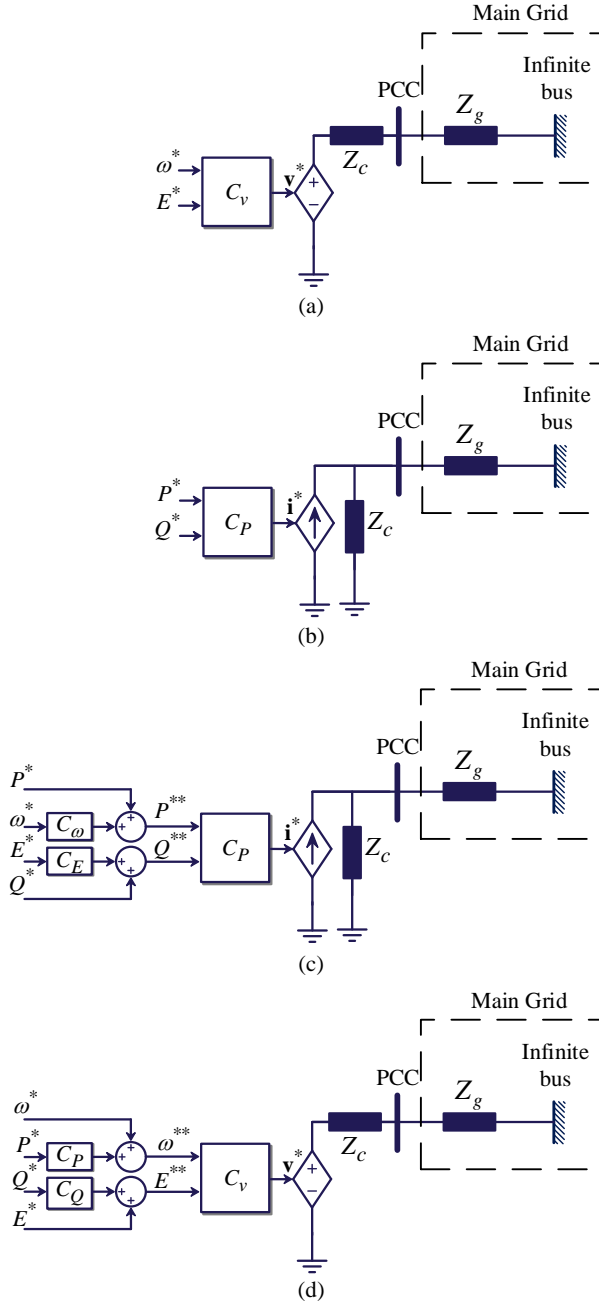 Main Grid
Infinite
bus
PCC
Z_g
Z_c
ω*
E*
C_v
v*
+
−
(a)
Main Grid
Infinite
bus
PCC
Z_g
P*
Q*
C_P
i*
Z_c
(b)
Main Grid
Infinite
bus
PCC
Z_g
P*
ω*
C_ω
+
+
P**
E*
C_E
+
+
Q**
Q*
C_P
i*
Z_c
(c)
Main Grid
Infinite
bus
PCC
Z_g
Z_c
ω*
P*
C_P
+
+
ω**
Q*
C_Q
+
+
E**
E*
C_v
v*
+
−
(d)